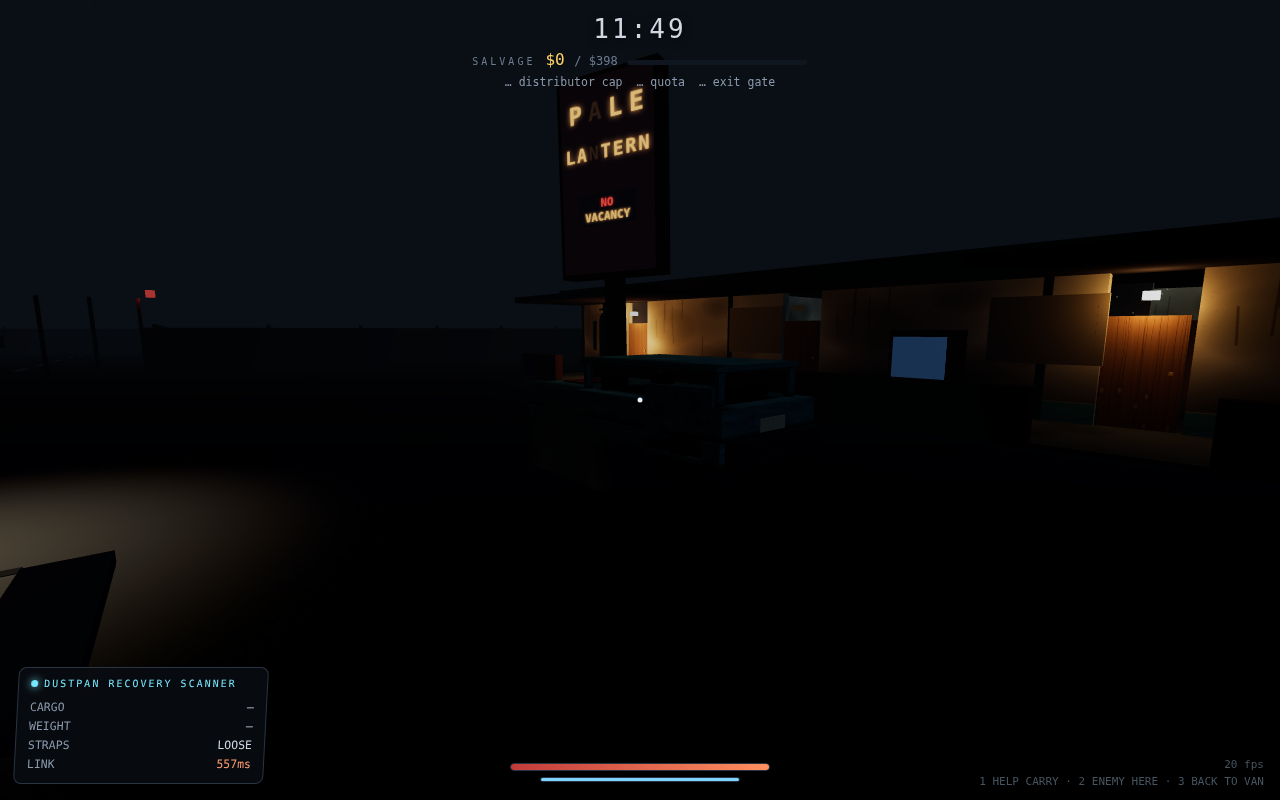 11:49
SALVAGE $0 / $398
… distributor cap … quota … exit gate
PALE
LANTERN
NO
VACANCY
DUSTPAN RECOVERY SCANNER
CARGO —
WEIGHT —
STRAPS LOOSE
LINK 557ms
20 fps
1 HELP CARRY · 2 ENEMY HERE · 3 BACK TO VAN